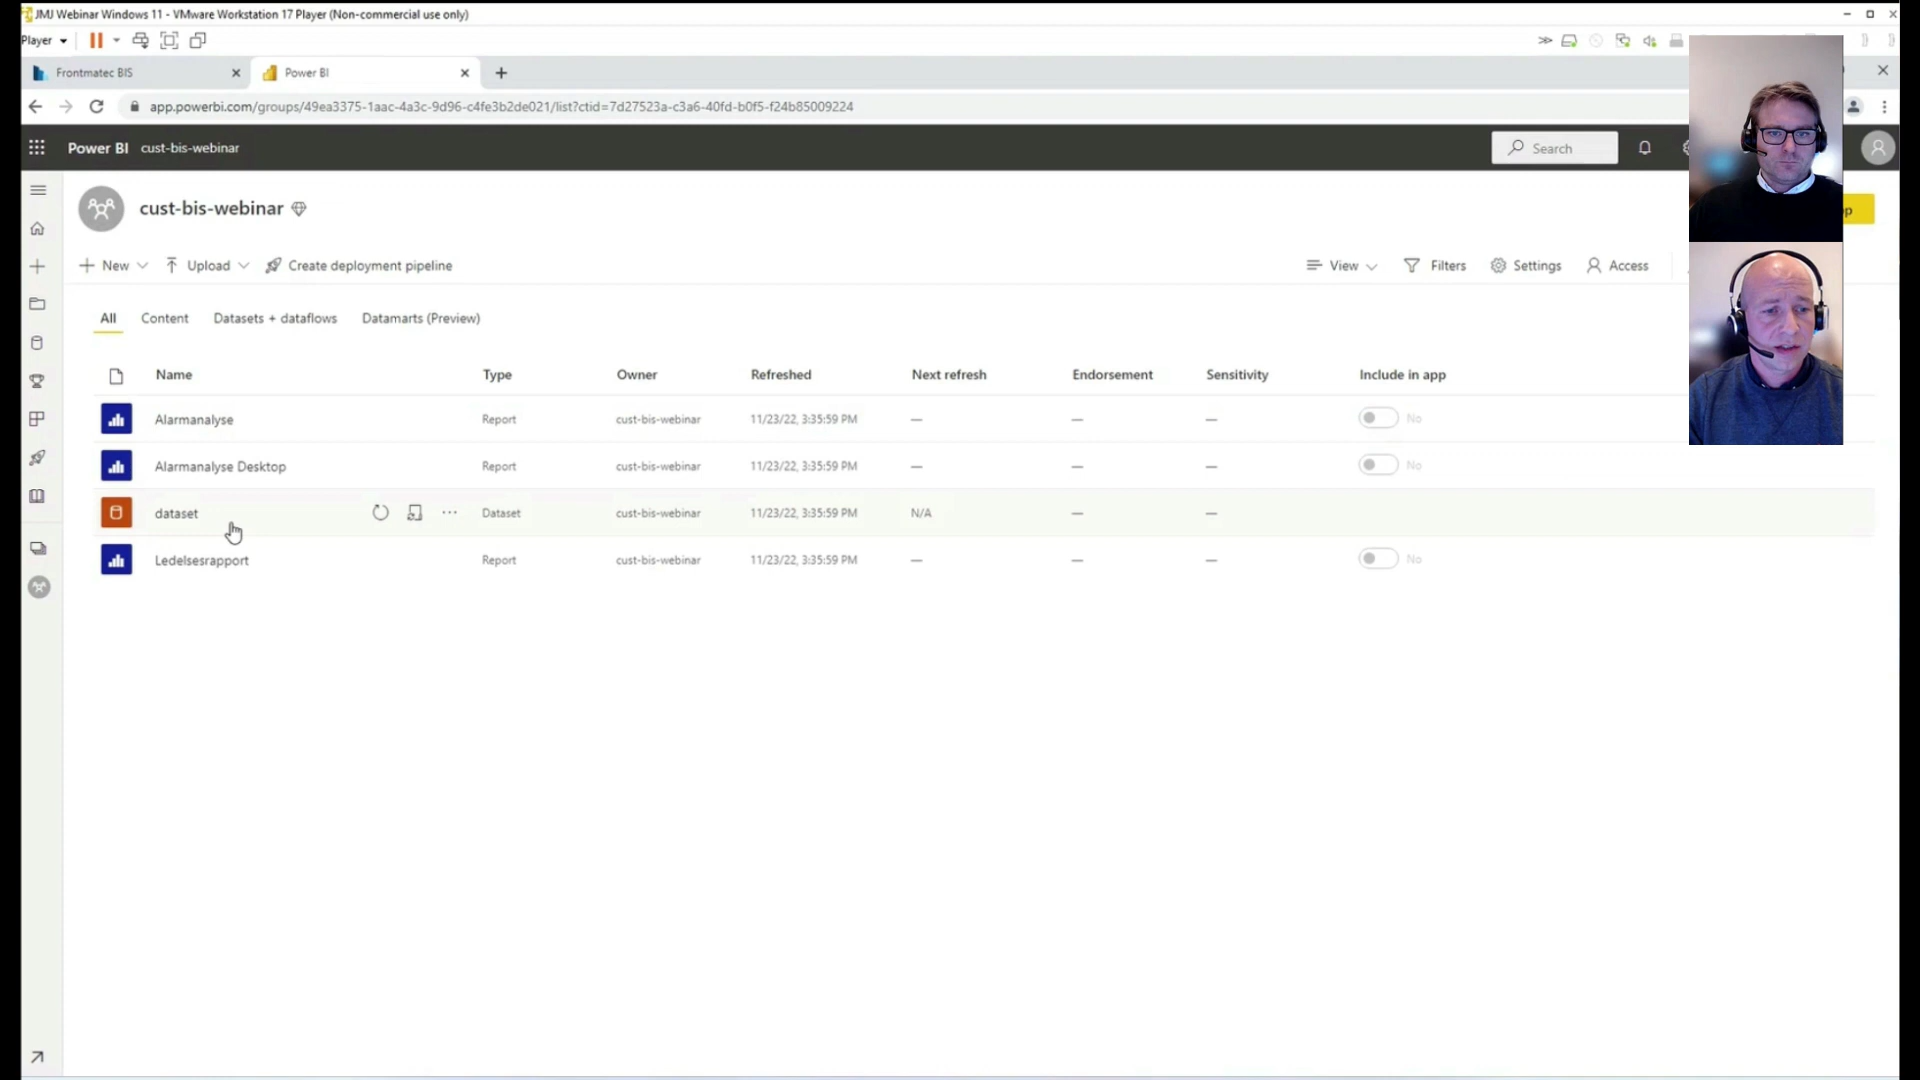 JMJ Webinar Windows 11 - VMware Workstation 17 Player (Non-commercial use only)
Player
Frontmatec BIS
Power BI
app.powerbi.com/groups/49ea3375-1aac-4a3c-9d96-c4fe3b2de021/list?ctid=7d27523a-c3a6-40fd-b0f5-f24b85009224
Power BI cust-bis-webinar Search
cust-bis-webinar
New Upload Create deployment pipeline View Filters Settings Access
All Content Datasets + dataflows Datamarts (Preview)
Name Type Owner Refreshed Next refresh Endorsement Sensitivity Include in app
Alarmanalyse Report cust-bis-webinar 11/23/22, 3:35:59 PM — — — No
Alarmanalyse Desktop Report cust-bis-webinar 11/23/22, 3:35:59 PM — — — No
dataset Dataset cust-bis-webinar 11/23/22, 3:35:59 PM N/A — —
Ledelsesrapport Report cust-bis-webinar 11/23/22, 3:35:59 PM — — — No